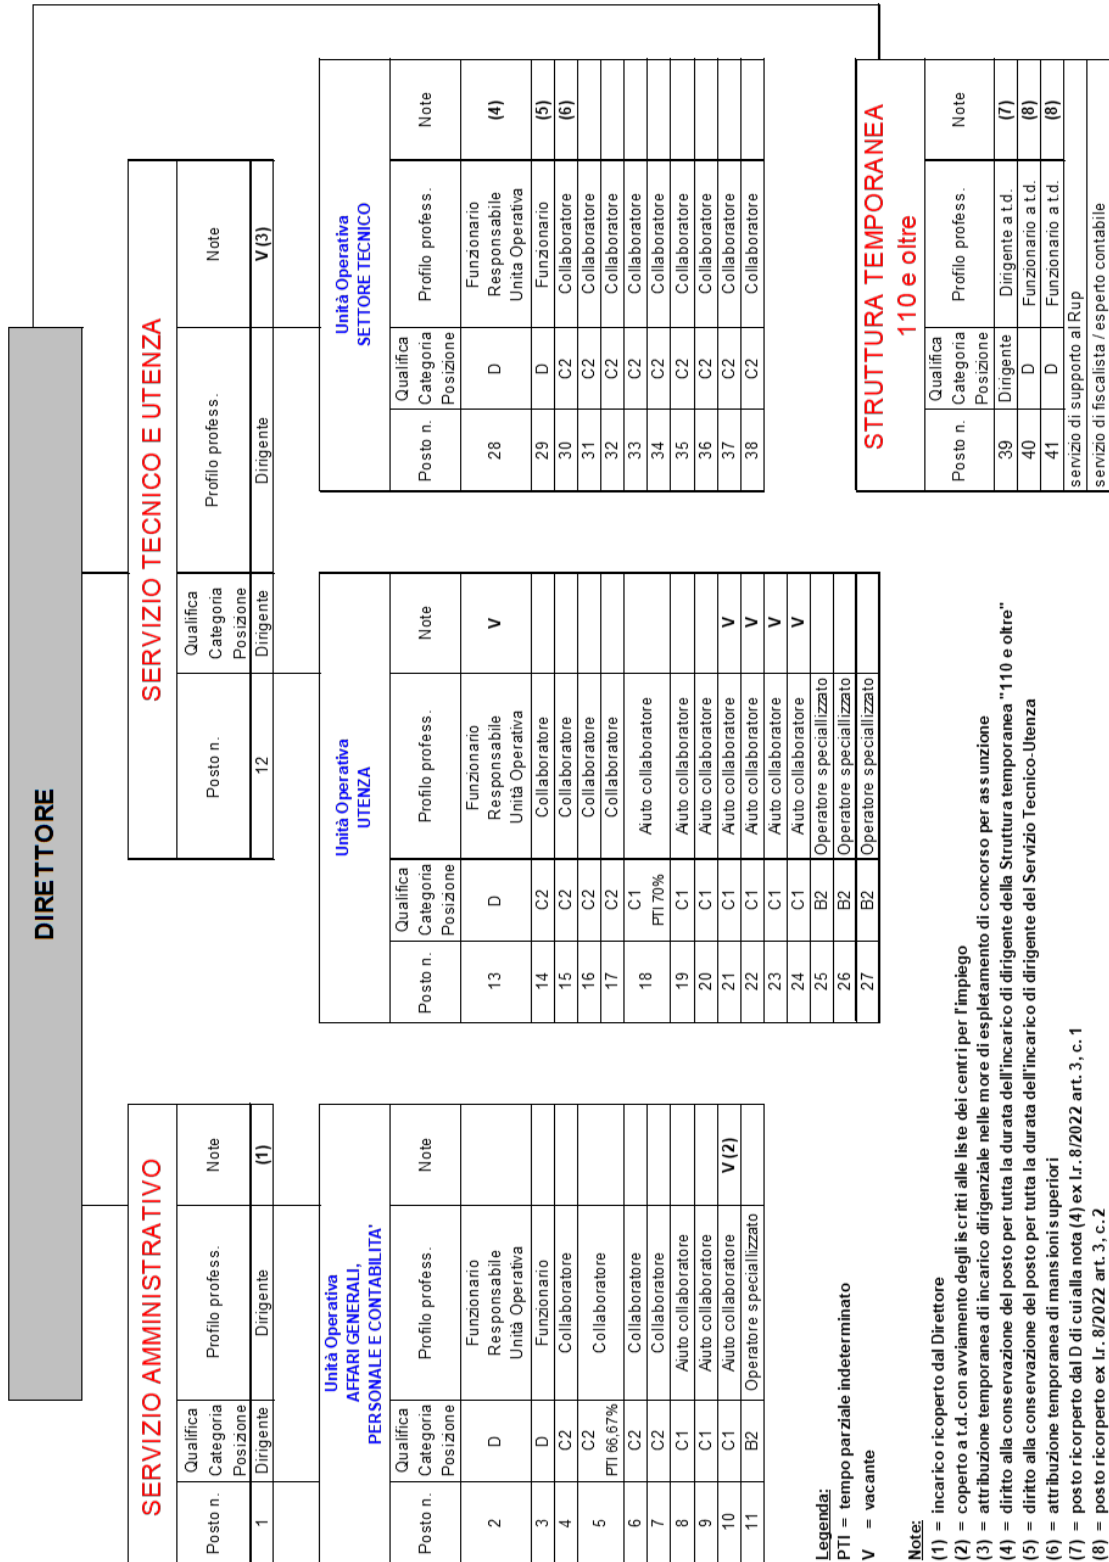 DIRETTORE
SERVIZIO AMMINISTRATIVO
Posto n. Qualifica Categoria Posizione Profilo profess. Note
1 Dirigente Dirigente (1)
Unità Operativa
AFFARI GENERALI,
PERSONALE E CONTABILITA'
Posto n. Qualifica Categoria Posizione Profilo profess. Note
2 D Funzionario Responsabile Unità Operativa
3 D Funzionario
4 C2 Collaboratore
5 C2 PTI 66,67% Collaboratore
6 C2 Collaboratore
7 C2 Collaboratore
8 C1 Aiuto collaboratore
9 C1 Aiuto collaboratore
10 C1 Aiuto collaboratore V (2)
11 B2 Operatore speciallizzato
SERVIZIO TECNICO E UTENZA
Posto n. Qualifica Categoria Posizione Profilo profess. Note
12 Dirigente Dirigente V (3)
Unità Operativa
UTENZA
Posto n. Qualifica Categoria Posizione Profilo profess. Note
13 D Funzionario Responsabile Unità Operativa V
14 C2 Collaboratore
15 C2 Collaboratore
16 C2 Collaboratore
17 C2 Collaboratore
18 C1 PTI 70% Aiuto collaboratore
19 C1 Aiuto collaboratore
20 C1 Aiuto collaboratore
21 C1 Aiuto collaboratore V
22 C1 Aiuto collaboratore V
23 C1 Aiuto collaboratore V
24 C1 Aiuto collaboratore V
25 B2 Operatore speciallizzato
26 B2 Operatore speciallizzato
27 B2 Operatore speciallizzato
Unità Operativa
SETTORE TECNICO
Posto n. Qualifica Categoria Posizione Profilo profess. Note
28 D Funzionario Responsabile Unita Operativa (4)
29 D Funzionario (5)
30 C2 Collaboratore (6)
31 C2 Collaboratore
32 C2 Collaboratore
33 C2 Collaboratore
34 C2 Collaboratore
35 C2 Collaboratore
36 C2 Collaboratore
37 C2 Collaboratore
38 C2 Collaboratore
STRUTTURA TEMPORANEA
110 e oltre
Posto n. Qualifica Categoria Posizione Profilo profess. Note
39 Dirigente Dirigente a t.d. (7)
40 D Funzionario a t.d. (8)
41 D Funzionario a t.d. (8)
servizio di supporto al Rup
servizio di fiscalista / esperto contabile
Legenda:
PTI = tempo parziale indeterminato
V = vacante
Note:
(1) = incarico ricoperto dal Direttore
(2) = coperto a t.d. con avviamento degli iscritti alle liste dei centri per l'impiego
(3) = attribuzione temporanea di incarico dirigenziale nelle more di espletamento di concorso per assunzione
(4) = diritto alla conservazione del posto per tutta la durata dell'incarico di dirigente della Struttura temporanea "110 e oltre"
(5) = diritto alla conservazione del posto per tutta la durata dell'incarico di dirigente del Servizio Tecnico-Utenza
(6) = attribuzione temporanea di mansioni superiori
(7) = posto ricorperto dal D di cui alla nota (4) ex l.r. 8/2022 art. 3, c. 1
(8) = posto ricorperto ex l.r. 8/2022 art. 3, c. 2